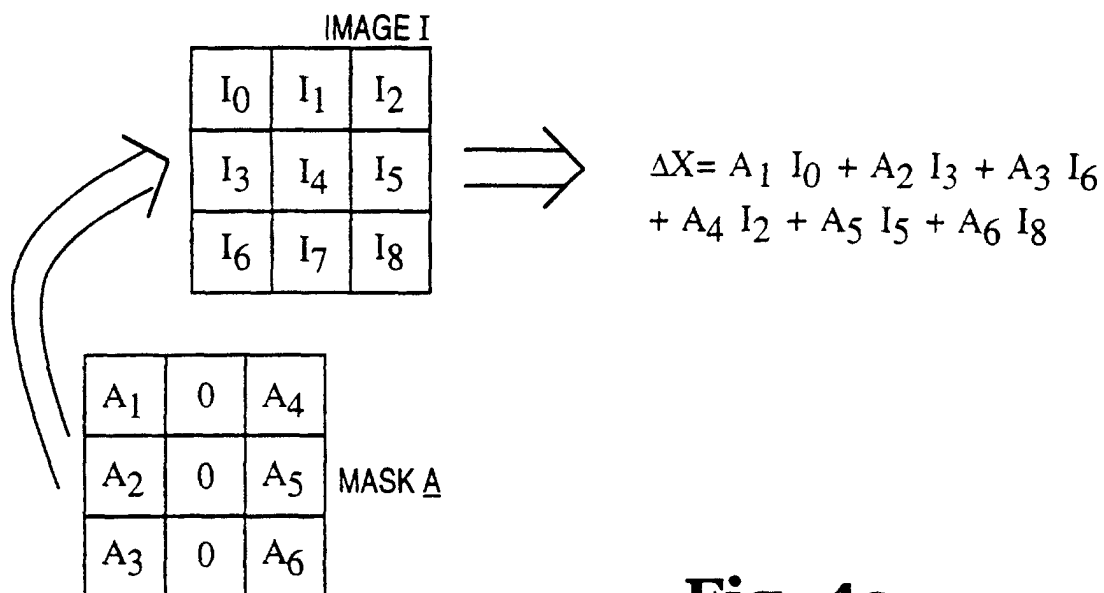 IMAGE I
I0 I1 I2
I3 I4 I5
I6 I7 I8
ΔX= A1 I0 + A2 I3 + A3 I6
+ A4 I2 + A5 I5 + A6 I8
A1 0 A4
A2 0 A5 MASK A
A3 0 A6